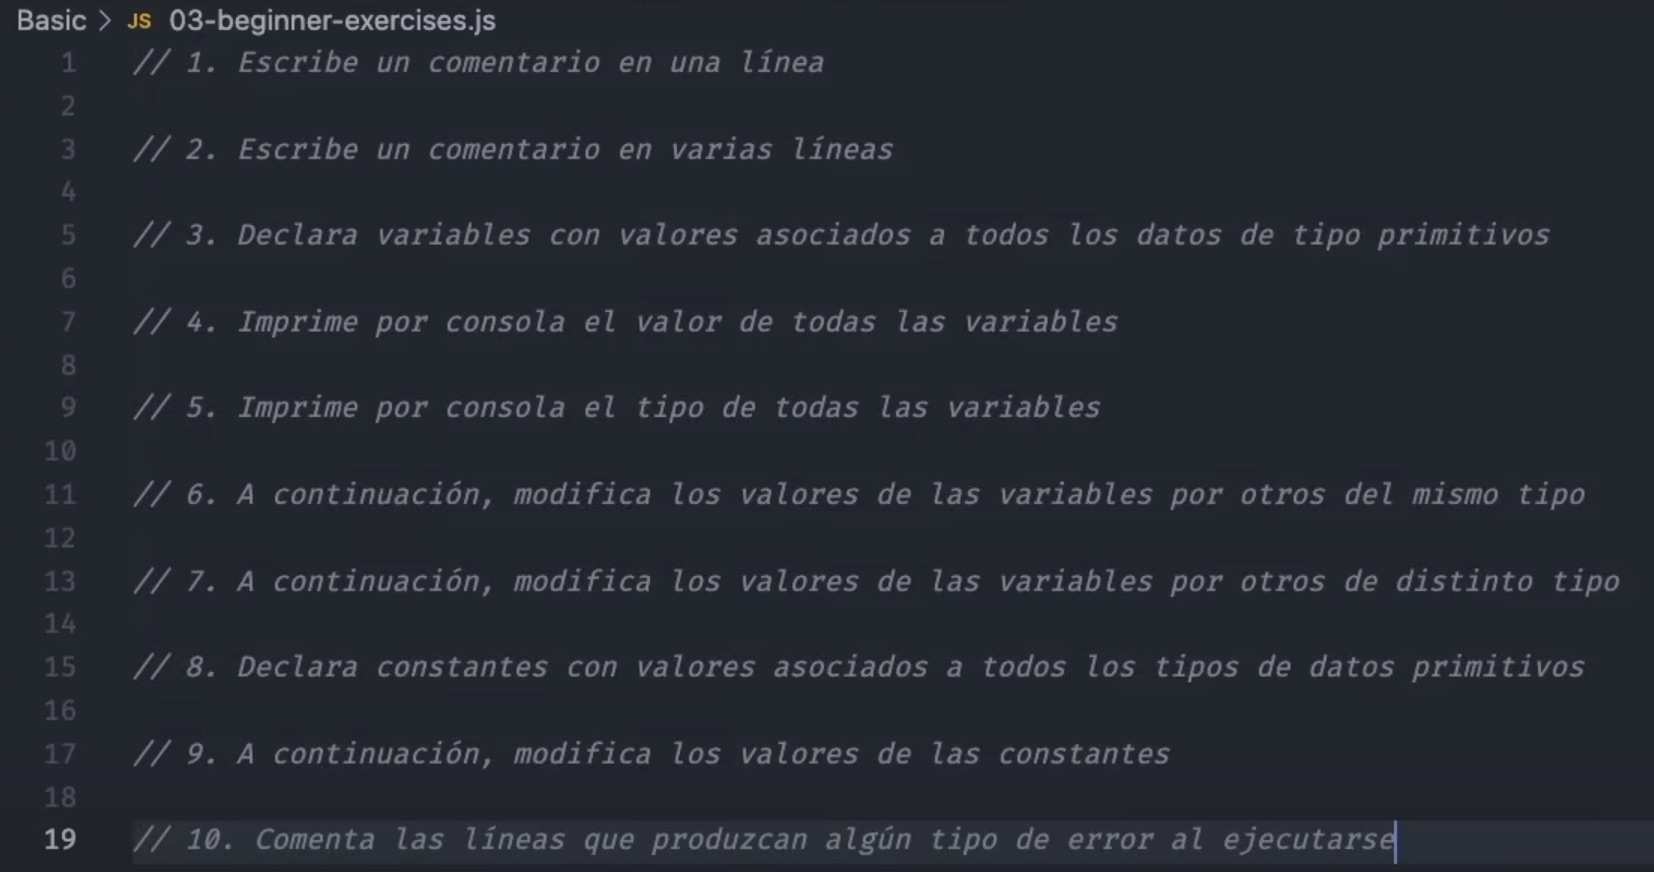 Basic > JS 03-beginner-exercises.js
1 // 1. Escribe un comentario en una línea
2
3 // 2. Escribe un comentario en varias líneas
4
5 // 3. Declara variables con valores asociados a todos los datos de tipo primitivos
6
7 // 4. Imprime por consola el valor de todas las variables
8
9 // 5. Imprime por consola el tipo de todas las variables
10
11 // 6. A continuación, modifica los valores de las variables por otros del mismo tipo
12
13 // 7. A continuación, modifica los valores de las variables por otros de distinto tipo
14
15 // 8. Declara constantes con valores asociados a todos los tipos de datos primitivos
16
17 // 9. A continuación, modifica los valores de las constantes
18
19 // 10. Comenta las líneas que produzcan algún tipo de error al ejecutarse